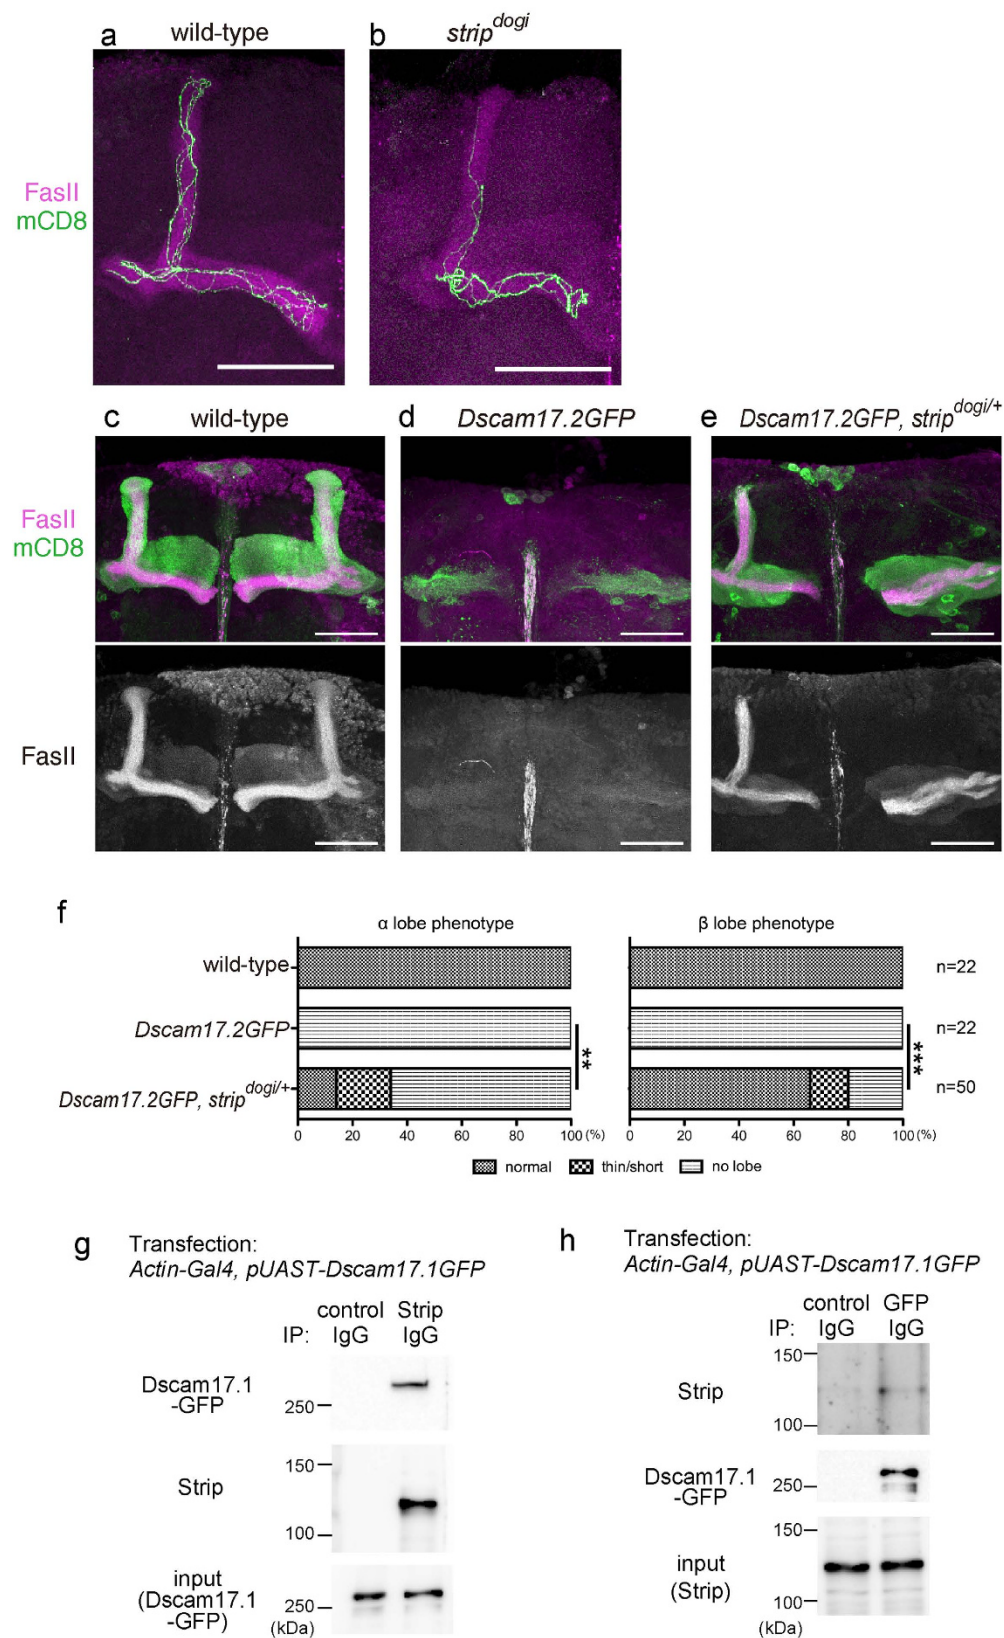 a wild-type
b strip^dogi
FasII
mCD8
c wild-type
d Dscam17.2GFP
e Dscam17.2GFP, strip^dogi/+
FasII
mCD8
FasII
f
α lobe phenotype
β lobe phenotype
wild-type
n=22
Dscam17.2GFP
**
***
n=22
Dscam17.2GFP, strip^dogi/+
n=50
0 20 40 60 80 100 (%)
0 20 40 60 80 100 (%)
normal thin/short no lobe
g Transfection:
Actin-Gal4, pUAST-Dscam17.1GFP
control Strip
IP: IgG IgG
Dscam17.1
-GFP
250
150
Strip
100
input
(Dscam17.1
-GFP)
250
(kDa)
h Transfection:
Actin-Gal4, pUAST-Dscam17.1GFP
control GFP
IP: IgG IgG
150
Strip
100
Dscam17.1
-GFP
250
150
input
(Strip)
100
(kDa)